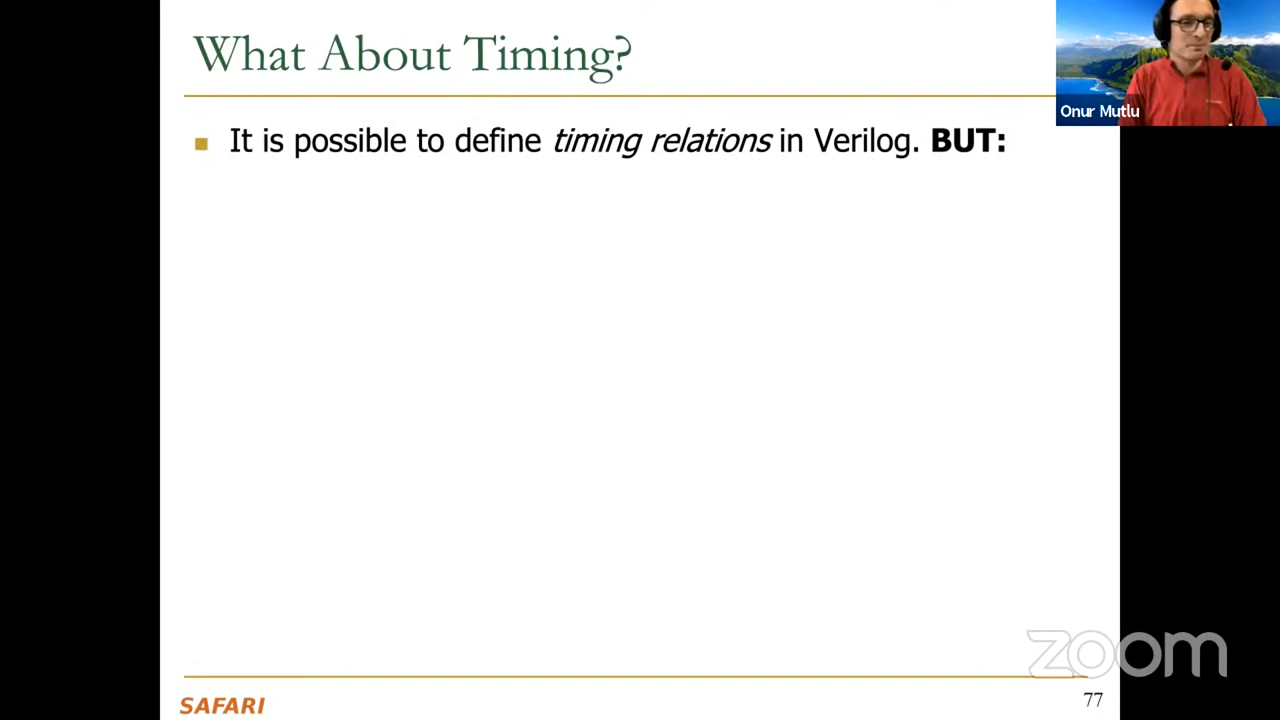 What About Timing?
Onur Mutlu
It is possible to define timing relations in Verilog. BUT:
zoom
SAFARI
77